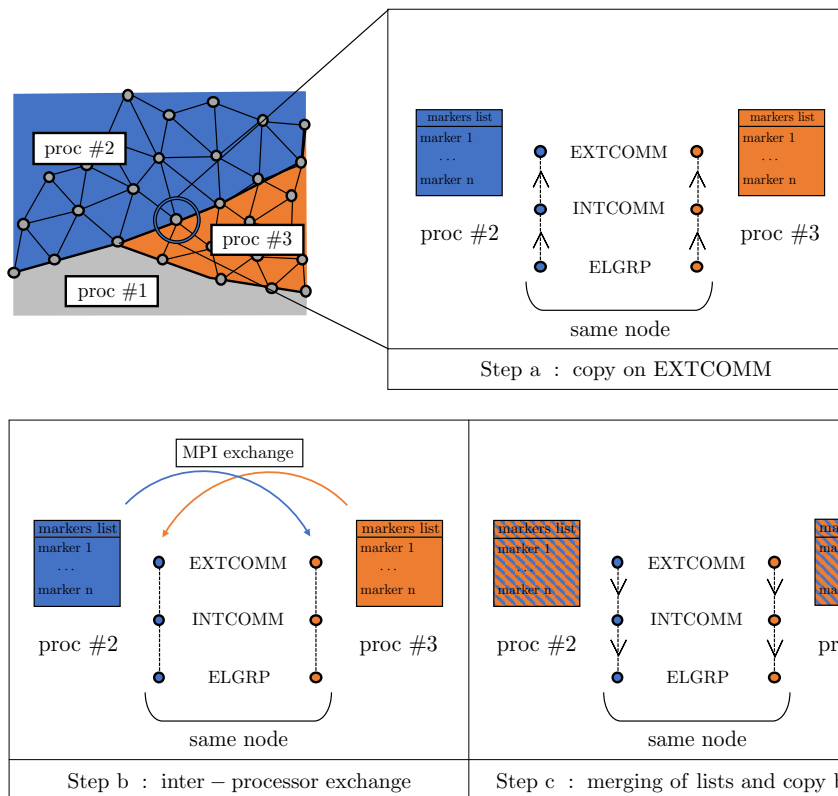 proc #2
proc #3
proc #1
markers list
marker 1
...
marker n
proc #2
EXTCOMM
INTCOMM
ELGRP
same node
markers list
marker 1
...
marker n
proc #3
Step a : copy on EXTCOMM
MPI exchange
markers list
marker 1
...
marker n
proc #2
EXTCOMM
INTCOMM
ELGRP
same node
markers list
marker 1
...
marker n
proc #3
Step b : inter − processor exchange
markers list
marker 1
...
marker n
proc #2
EXTCOMM
INTCOMM
ELGRP
same node
Step c : merging of lists and copy